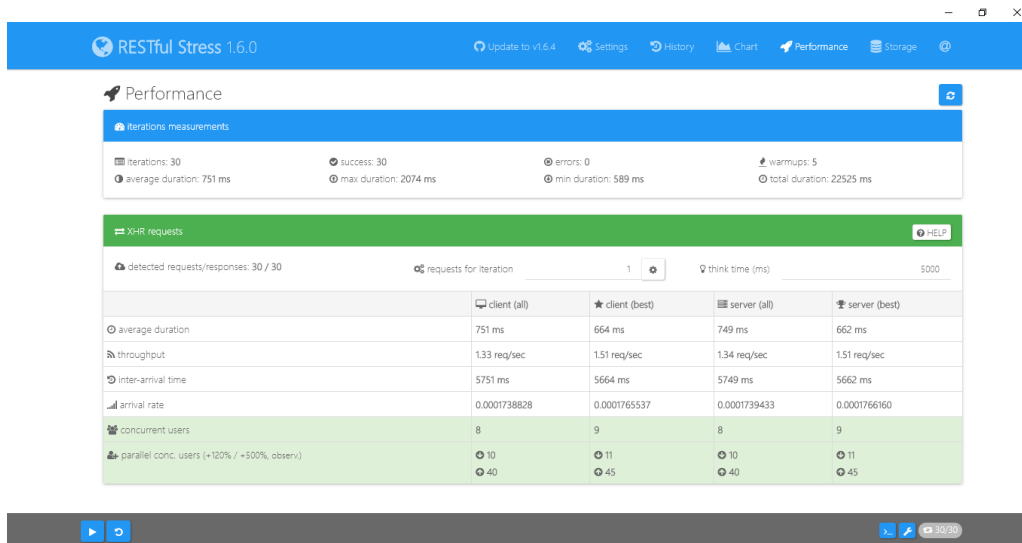 RESTful Stress 1.6.0 Update to v1.6.4 Settings History Chart Performance Storage @
Performance
iterations measurements
iterations: 30 success: 30 errors: 0 warmups: 5
average duration: 751 ms max duration: 2074 ms min duration: 589 ms total duration: 22525 ms
XHR requests HELP
detected requests/responses: 30 / 30 requests for iteration 1 think time (ms) 5000
client (all) client (best) server (all) server (best)
average duration 751 ms 664 ms 749 ms 662 ms
throughput 1.33 req/sec 1.51 req/sec 1.34 req/sec 1.51 req/sec
inter-arrival time 5751 ms 5664 ms 5749 ms 5662 ms
arrival rate 0.0001738828 0.0001765537 0.0001739433 0.0001766160
concurrent users 8 9 8 9
parallel conc. users (+120% / +500%, observ.) 10 11 10 11
40 45 40 45
30/30